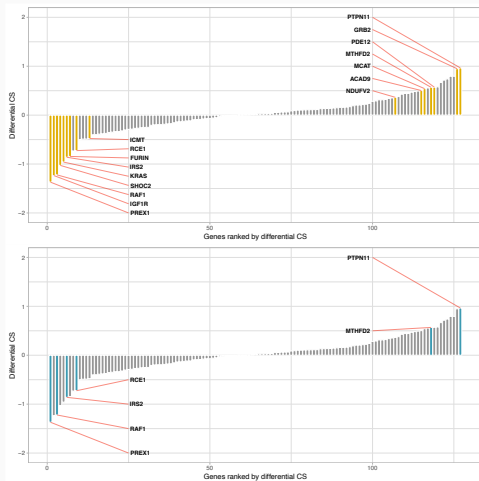 2
1
0
−1
−2
Differential CS
PTPN11
GRB2
PDE12
MTHFD2
MCAT
ACAD9
NDUFV2
ICMT
RCE1
FURIN
IRS2
KRAS
SHOC2
RAF1
IGF1R
PREX1
0
50
100
Genes ranked by differential CS
2
1
0
−1
−2
Differential CS
PTPN11
MTHFD2
RCE1
IRS2
RAF1
PREX1
0
50
100
Genes ranked by differential CS